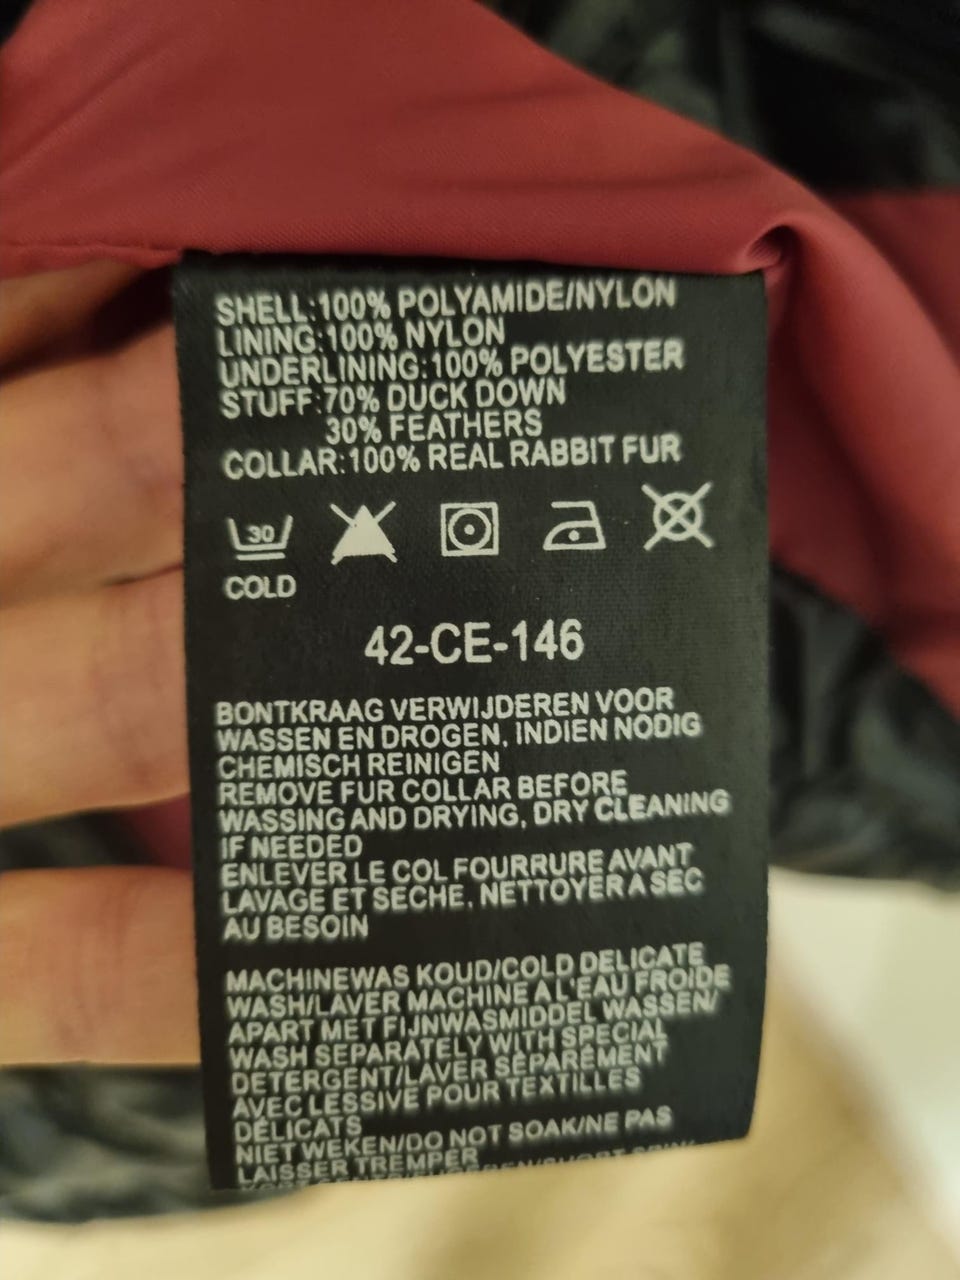 SHELL:100% POLYAMIDE/NYLON
LINING:100% NYLON
UNDERLINING:100% POLYESTER
STUFF:70% DUCK DOWN
30% FEATHERS
COLLAR:100% REAL RABBIT FUR
30
COLD
42-CE-146
BONTKRAAG VERWIJDEREN VOOR
WASSEN EN DROGEN, INDIEN NODIG
CHEMISCH REINIGEN
REMOVE FUR COLLAR BEFORE
WASSING AND DRYING, DRY CLEANING
IF NEEDED
ENLEVER LE COL FOURRURE AVANT
LAVAGE ET SECHE, NETTOYER A SEC
AU BESOIN
MACHINEWAS KOUD/COLD DELICATE
WASH/LAVER MACHINE A L'EAU FROIDE
APART MET FIJNWASMIDDEL WASSEN/
WASH SEPARATELY WITH SPECIAL
DETERGENT/LAVER SÉPARÉMENT
AVEC LESSIVE POUR TEXTILLES
DÉLICATS
NIET WEKEN/DO NOT SOAK/NE PAS
LAISSER TREMPER